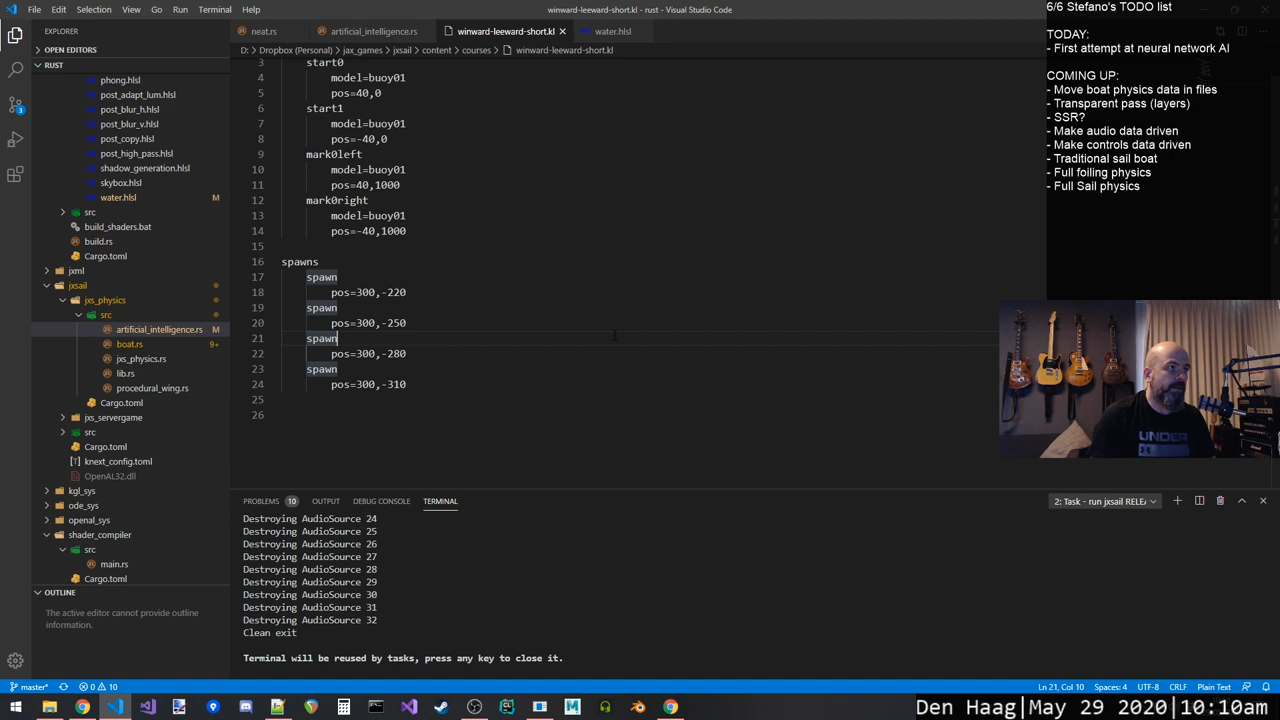 File Edit Selection View Go Run Terminal Help
winward-leeward-short.kl - rust - Visual Studio Code
6/6 Stefano's TODO list
EXPLORER
neat.rs
artificial_intelligence.rs
winward-leeward-short.kl
water.hl
D: > Dropbox (Personal) > jax_games > jxsail > content > courses > winward-leeward-short.kl
OPEN EDITORS
RUST
phong.hlsl
post_adapt_lum.hlsl
post_blur_h.hlsl
post_blur_v.hlsl
post_copy.hlsl
post_high_pass.hlsl
shadow_generation.hlsl
skybox.hlsl
water.hlsl M
src
build_shaders.bat
build.rs
Cargo.toml
jxml
jxsail
jxs_physics
src
artificial_intelligence.rs M
boat.rs 9+
jxs_physics.rs
lib.rs
procedural_wing.rs
Cargo.toml
jxs_servergame
src
Cargo.toml
knext_config.toml
OpenAL32.dll
kgl_sys
ode_sys
openal_sys
shader_compiler
src
main.rs
Cargo.toml
OUTLINE
The active editor cannot provide outline
information.
3 start0
4 model=buoy01
5 pos=40,0
6 start1
7 model=buoy01
8 pos=-40,0
9 mark0left
10 model=buoy01
11 pos=40,1000
12 mark0right
13 model=buoy01
14 pos=-40,1000
15
16 spawns
17 spawn
18 pos=300,-220
19 spawn
20 pos=300,-250
21 spawn
22 pos=300,-280
23 spawn
24 pos=300,-310
25
26
TODAY:
- First attempt at neural network AI
COMING UP:
- Move boat physics data in files
- Transparent pass (layers)
- SSR?
- Make audio data driven
- Make controls data driven
- Traditional sail boat
- Full foiling physics
- Full Sail physics
UNDER
PROBLEMS 10 OUTPUT DEBUG CONSOLE TERMINAL
2: Task - run jxsail RELEA
Destroying AudioSource 24
Destroying AudioSource 25
Destroying AudioSource 26
Destroying AudioSource 27
Destroying AudioSource 28
Destroying AudioSource 29
Destroying AudioSource 30
Destroying AudioSource 31
Destroying AudioSource 32
Clean exit
Terminal will be reused by tasks, press any key to close it.
3
master* 0 10
Ln 21, Col 10 Spaces: 4 UTF-8 CRLF Plain Text
Den Haag|May 29 2020|10:10am